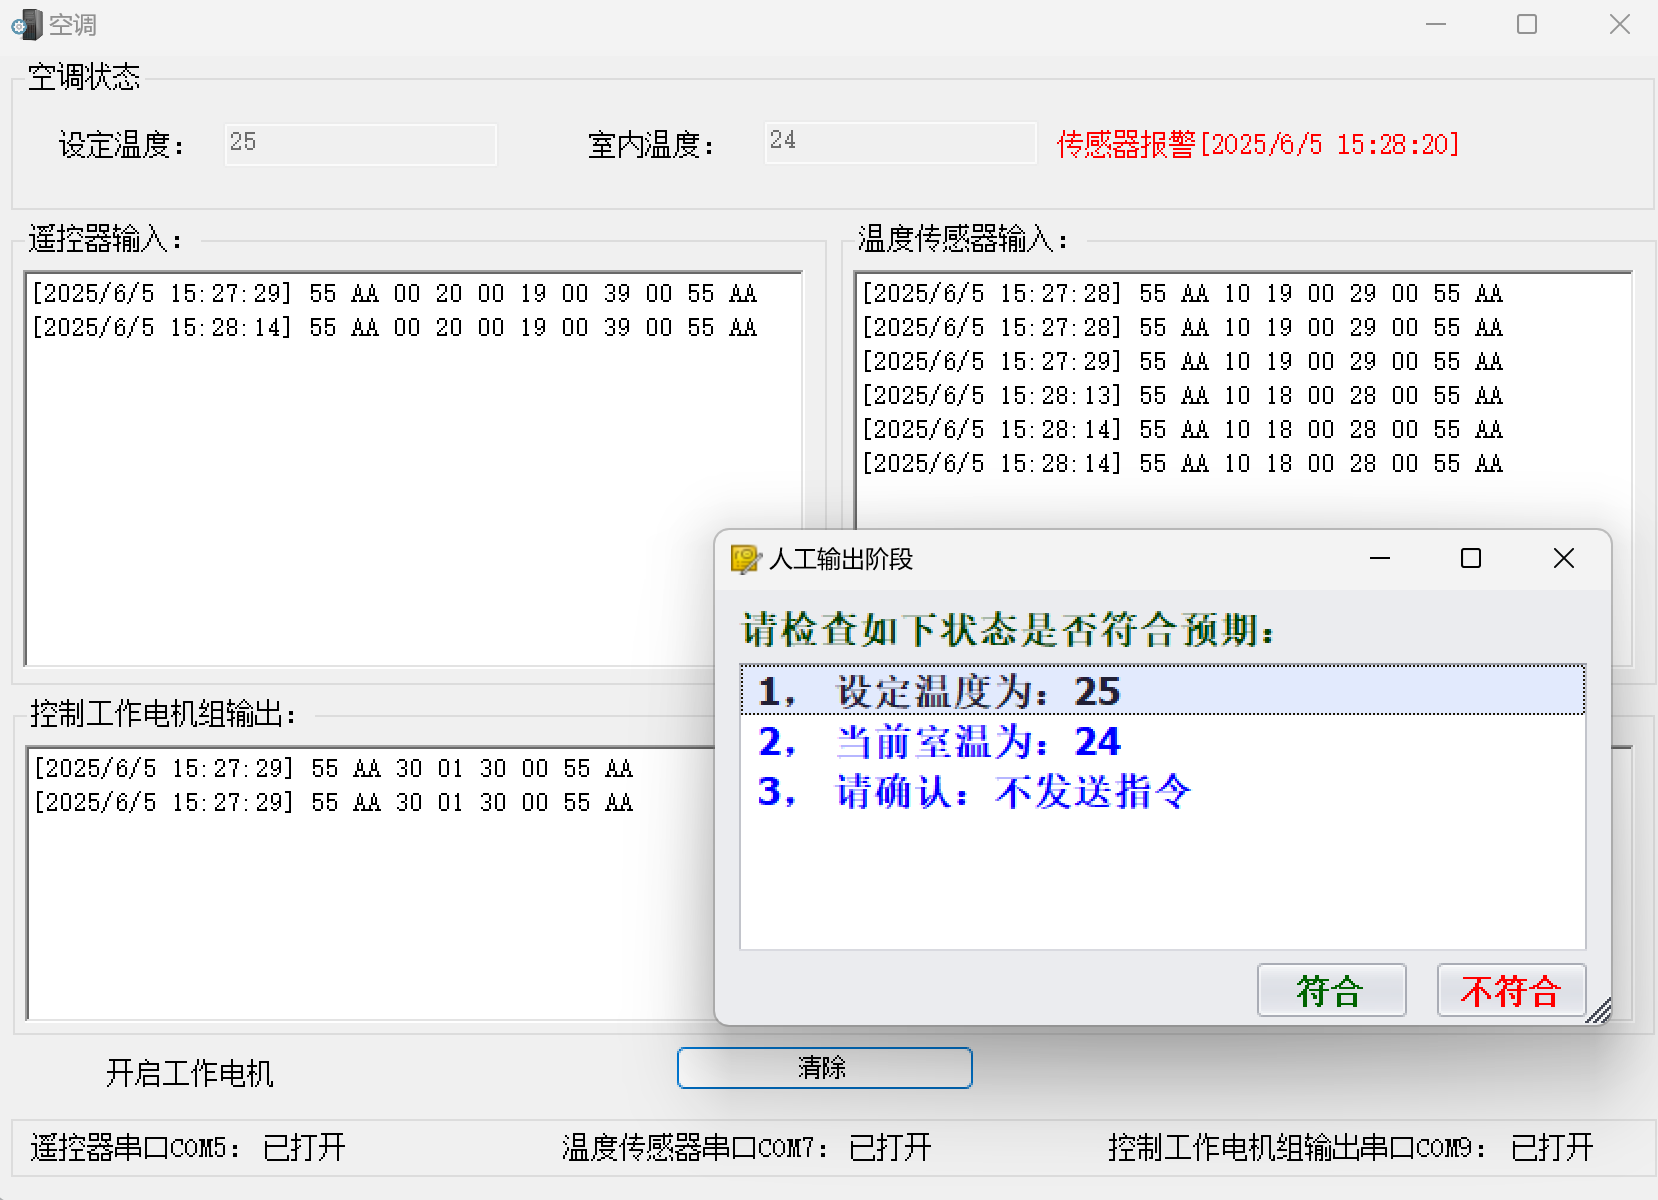 空调
空调状态
设定温度： 25 室内温度： 24 传感器报警[2025/6/5 15:28:20]
遥控器输入：
[2025/6/5 15:27:29] 55 AA 00 20 00 19 00 39 00 55 AA
[2025/6/5 15:28:14] 55 AA 00 20 00 19 00 39 00 55 AA
温度传感器输入：
[2025/6/5 15:27:28] 55 AA 10 19 00 29 00 55 AA
[2025/6/5 15:27:28] 55 AA 10 19 00 29 00 55 AA
[2025/6/5 15:27:29] 55 AA 10 19 00 29 00 55 AA
[2025/6/5 15:28:13] 55 AA 10 18 00 28 00 55 AA
[2025/6/5 15:28:14] 55 AA 10 18 00 28 00 55 AA
[2025/6/5 15:28:14] 55 AA 10 18 00 28 00 55 AA
控制工作电机组输出：
[2025/6/5 15:27:29] 55 AA 30 01 30 00 55 AA
[2025/6/5 15:27:29] 55 AA 30 01 30 00 55 AA
人工输出阶段
请检查如下状态是否符合预期：
1， 设定温度为：25
2， 当前室温为：24
3， 请确认：不发送指令
符合 不符合
开启工作电机 清除
遥控器串口COM5： 已打开 温度传感器串口COM7： 已打开 控制工作电机组输出串口COM9： 已打开